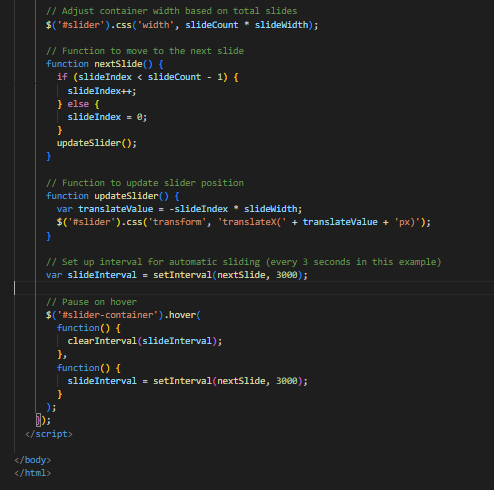 // Adjust container width based on total slides
$('#slider').css('width', slideCount * slideWidth);
// Function to move to the next slide
function nextSlide() {
if (slideIndex < slideCount - 1) {
slideIndex++;
} else {
slideIndex = 0;
}
updateSlider();
}
// Function to update slider position
function updateSlider() {
var translateValue = -slideIndex * slideWidth;
$('#slider').css('transform', 'translateX(' + translateValue + 'px)');
}
// Set up interval for automatic sliding (every 3 seconds in this example)
var slideInterval = setInterval(nextSlide, 3000);
// Pause on hover
$('#slider-container').hover(
function() {
clearInterval(slideInterval);
},
function() {
slideInterval = setInterval(nextSlide, 3000);
}
);
});
</script>
</body>
</html>